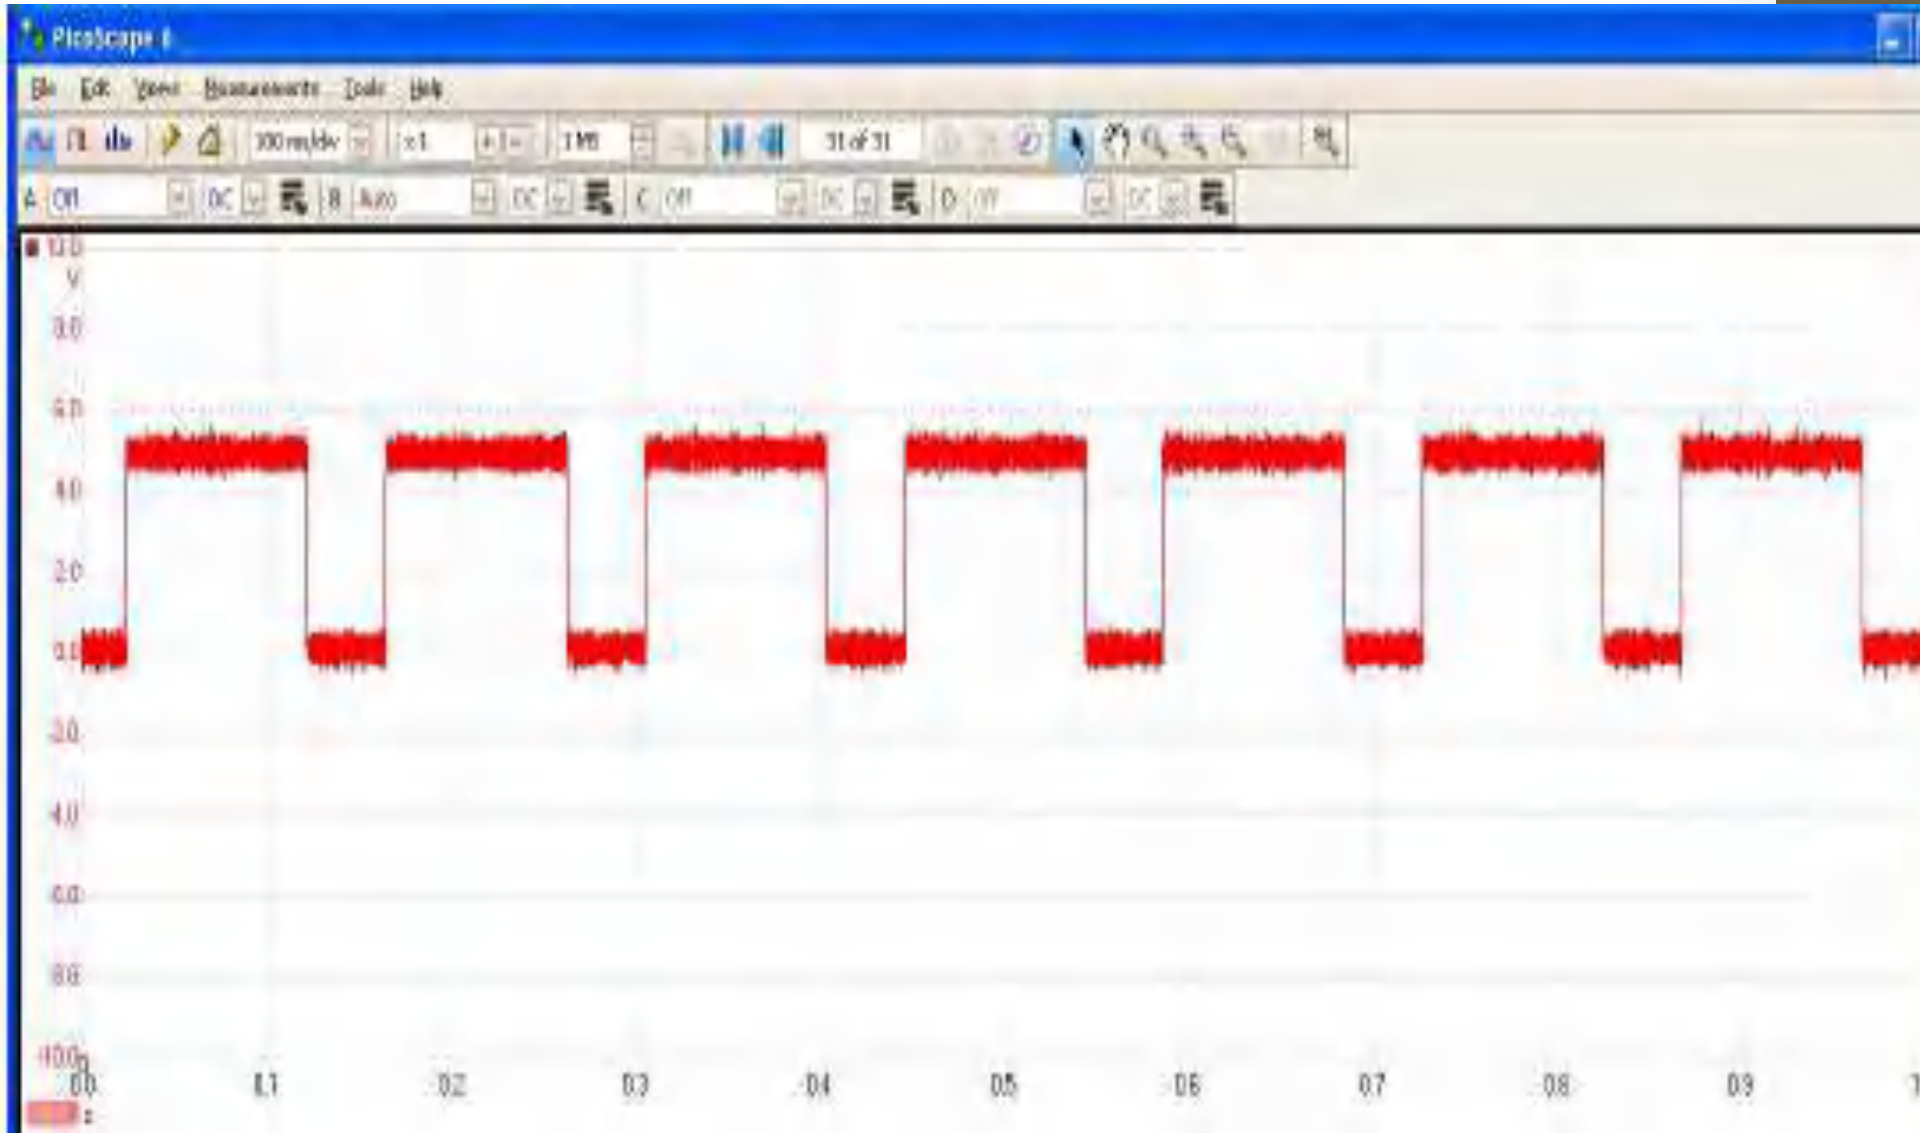 PicoScope 6
File Edit Views Measurements Tools Help
100 ms/div x1 1 MS 31 of 31
A Off DC B Auto DC C Off DC D Off DC
10.0
V
8.0
6.0
4.0
2.0
0.0
-2.0
-4.0
-6.0
-8.0
-10.0
0.0 0.1 0.2 0.3 0.4 0.5 0.6 0.7 0.8 0.9
s